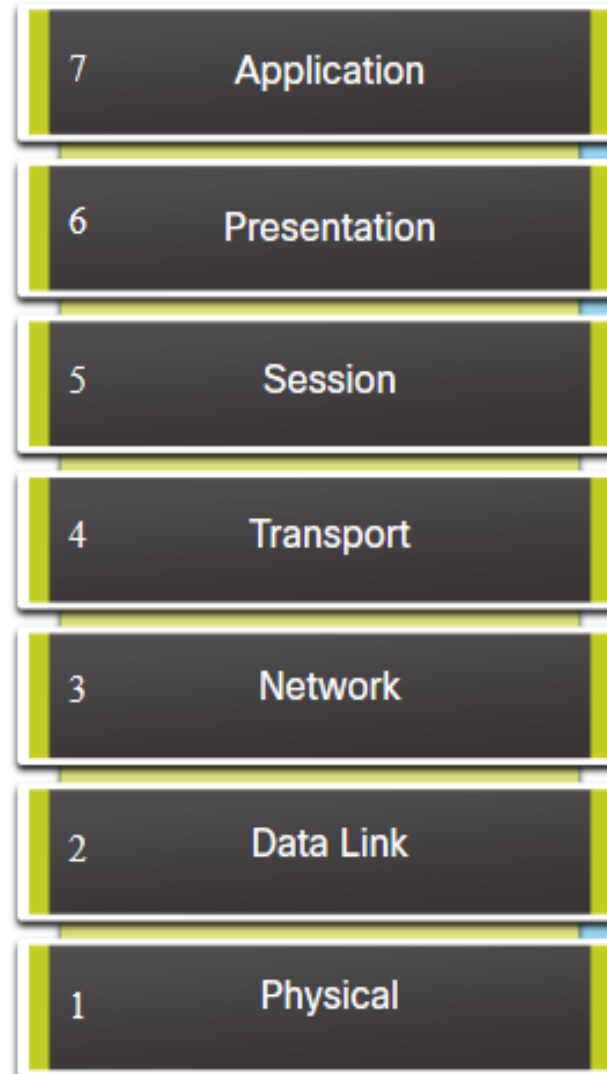 7 Application
6 Presentation
5 Session
4 Transport
3 Network
2 Data Link
1 Physical